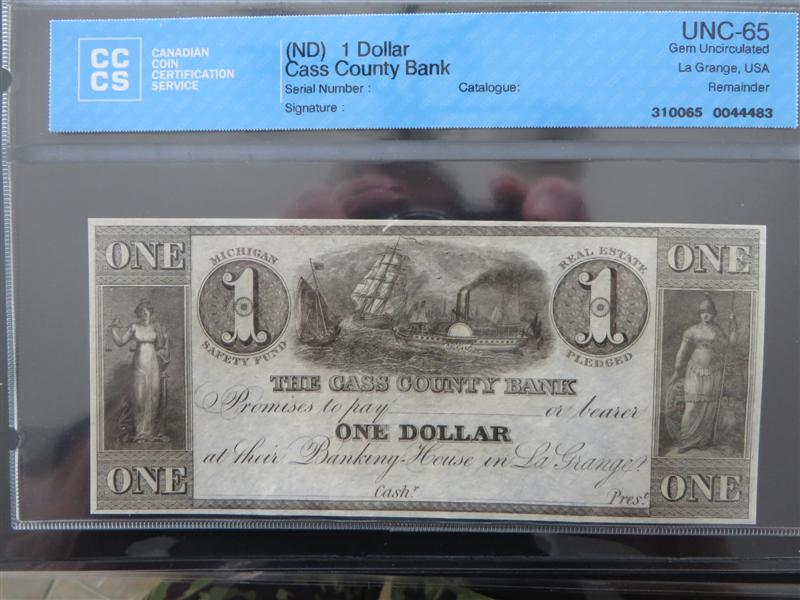 CC
CS
CANADIAN
COIN
CERTIFICATION
SERVICE
(ND) 1 Dollar
Cass County Bank
Serial Number :
Catalogue:
Signature :
UNC-65
Gem Uncirculated
La Grange, USA
Remainder
310065 0044483
ONE
MICHIGAN
1
SAFETY FUND
REAL ESTATE
1
PLEDGED
ONE
THE CASS COUNTY BANK
Promises to pay or bearer
ONE DOLLAR
at their Banking-House in La Grange.
ONE
Cash.r
Pres.t
ONE